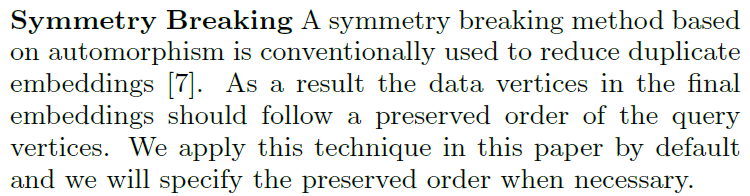 Symmetry Breaking A symmetry breaking method based
on automorphism is conventionally used to reduce duplicate
embeddings [7]. As a result the data vertices in the final
embeddings should follow a preserved order of the query
vertices. We apply this technique in this paper by default
and we will specify the preserved order when necessary.